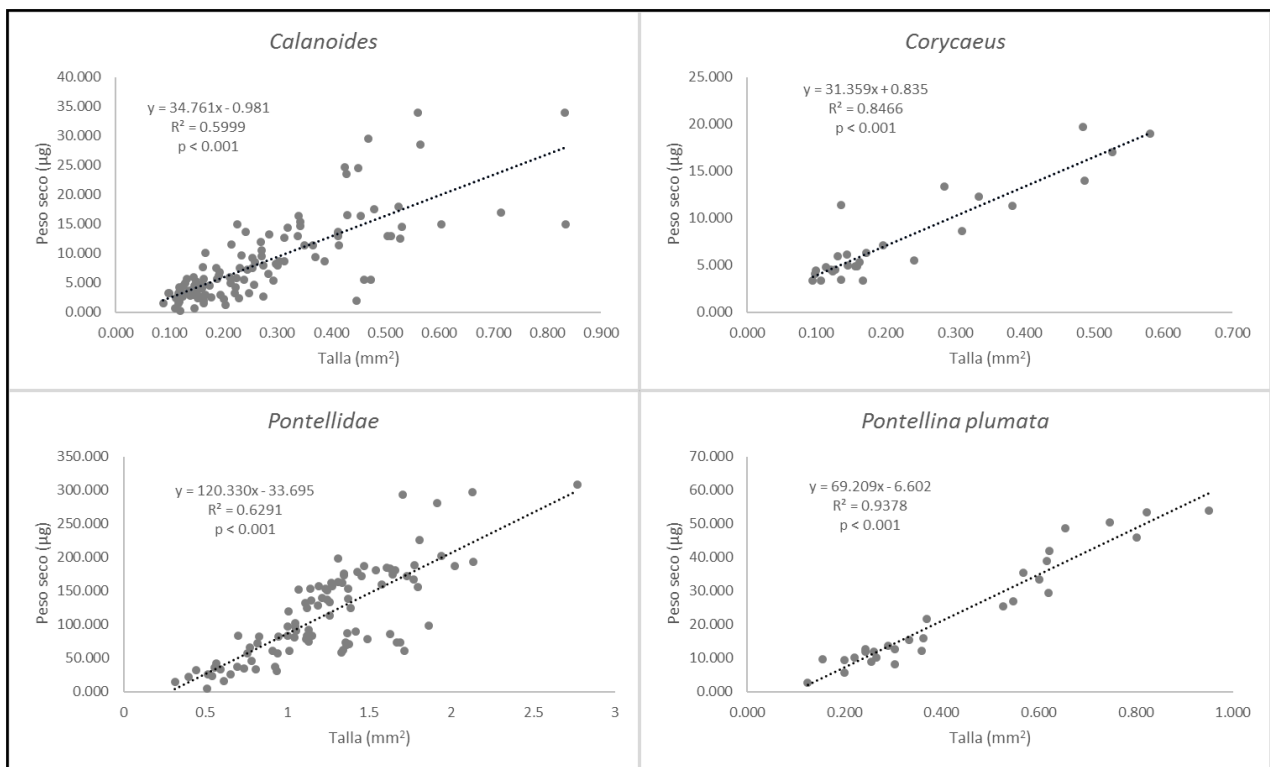 Calanoides
y = 34.761x - 0.981
R² = 0.5999
p < 0.001
Peso seco (µg)
40.000
35.000
30.000
25.000
20.000
15.000
10.000
5.000
0.000
0.000 0.100 0.200 0.300 0.400 0.500 0.600 0.700 0.800 0.900
Talla (mm²)
Corycaeus
y = 31.359x + 0.835
R² = 0.8466
p < 0.001
Peso seco (µg)
25.000
20.000
15.000
10.000
5.000
0.000
0.000 0.100 0.200 0.300 0.400 0.500 0.600 0.700
Talla (mm²)
Pontellidae
y = 120.330x - 33.695
R² = 0.6291
p < 0.001
Peso seco (µg)
350.000
300.000
250.000
200.000
150.000
100.000
50.000
0.000
0 0.5 1 1.5 2 2.5 3
Talla (mm²)
Pontellina plumata
y = 69.209x - 6.602
R² = 0.9378
p < 0.001
Peso seco (µg)
70.000
60.000
50.000
40.000
30.000
20.000
10.000
0.000
0.000 0.200 0.400 0.600 0.800 1.000
Talla (mm²)